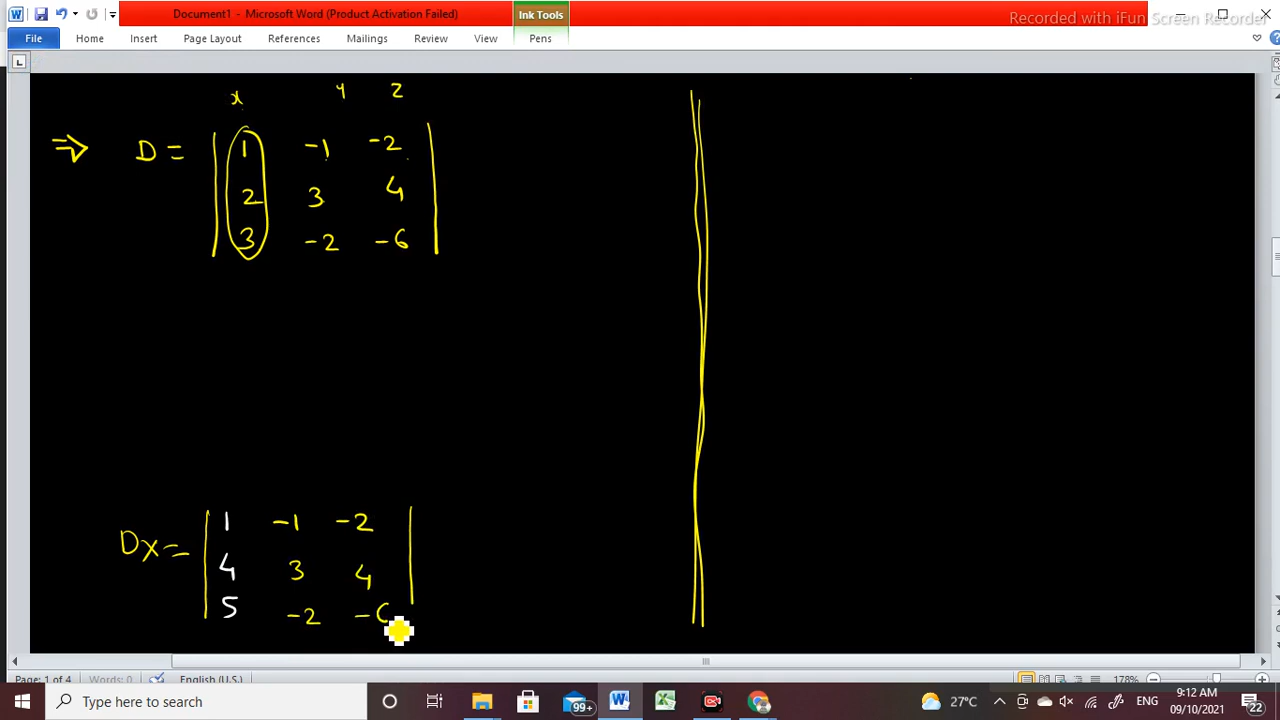 Document1 - Microsoft Word (Product Activation Failed)
Ink Tools
Recorded with iFun Screen Recorder
File Home Insert Page Layout References Mailings Review View Pens
x y z
⇒ D = | 1 -1 -2 |
| 2 3 4 |
| 3 -2 -6 |
Dx = | 1 -1 -2 |
| 4 3 4 |
| 5 -2 -6
Page: 1 of 4 Words: 0 English (U.S.) 178%
Type here to search 99+ 27°C ENG 9:12 AM
09/10/2021 22